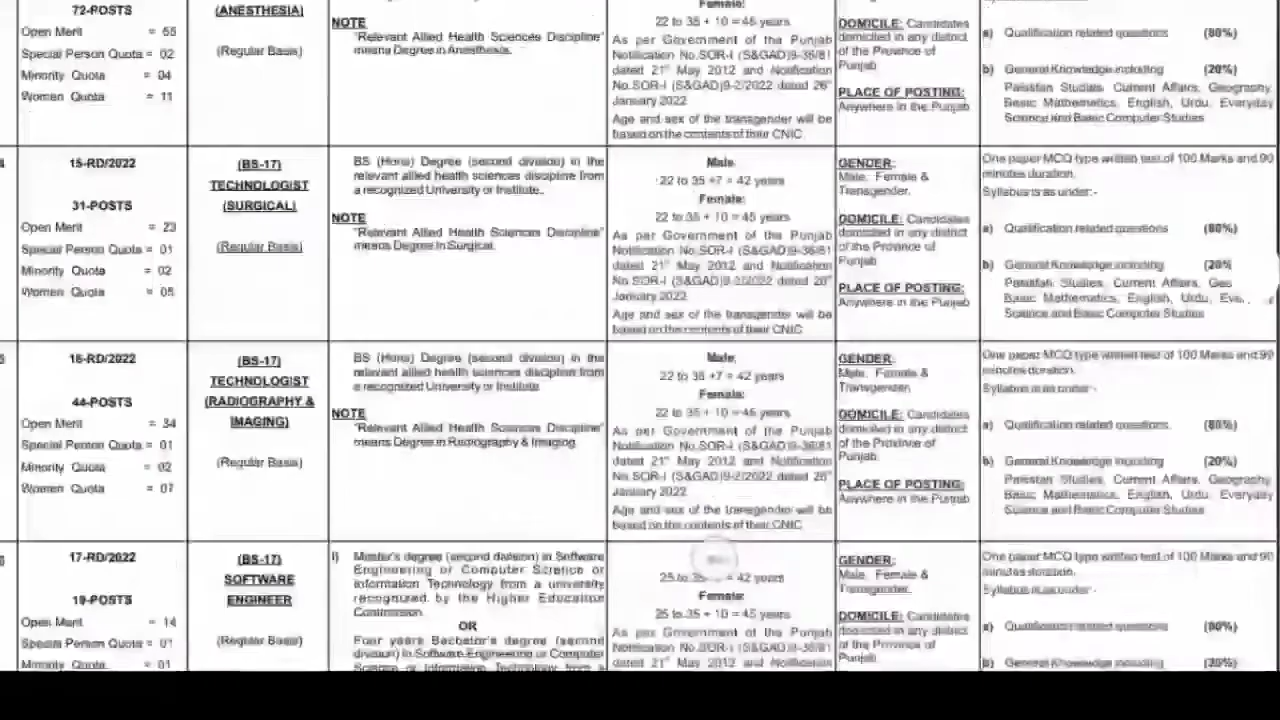 72-POSTS
Open Merit = 55
Special Person Quota = 02
Minority Quota = 04
Women Quota = 11
(ANESTHESIA)
(Regular Basis)
NOTE
"Relevant Allied Health Sciences Discipline"
means Degree in Anesthesia.
Female:
22 to 35 + 10 = 45 years
As per Government of the Punjab
Notification No.SOR-I (S&GAD)9-36/81
dated 21st May 2012 and Notification
No.SOR-I (S&GAD)9-2/2022 dated 26th
January 2022
Age and sex of the transgender will be
based on the contents of their CNIC
DOMICILE: Candidates
domiciled in any district
of the Province of
Punjab
PLACE OF POSTING:
Anywhere in the Punjab
a) Qualification related questions (80%)
b) General Knowledge including (20%)
Pakistan Studies, Current Affairs, Geography,
Basic Mathematics, English, Urdu, Everyday
Science and Basic Computer Studies
4
15-RD/2022
31-POSTS
Open Merit = 23
Special Person Quota = 01
Minority Quota = 02
Women Quota = 05
(BS-17)
TECHNOLOGIST
(SURGICAL)
(Regular Basis)
BS (Hons) Degree (second division) in the
relevant allied health sciences discipline from
a recognized University or Institute.
NOTE
"Relevant Allied Health Sciences Discipline"
means Degree in Surgical.
Male:
22 to 35 +7 = 42 years
Female:
22 to 35 + 10 = 45 years
As per Government of the Punjab
Notification No.SOR-I (S&GAD)9-36/81
dated 21st May 2012 and Notification
No.SOR-I (S&GAD)9-2/2022 dated 26th
January 2022
Age and sex of the transgender will be
based on the contents of their CNIC
GENDER:
Male, Female &
Transgender.
DOMICILE: Candidates
domiciled in any district
of the Province of
Punjab
PLACE OF POSTING:
Anywhere in the Punjab
One paper MCQ type written test of 100 Marks and 90
minutes duration.
Syllabus is as under:-
a) Qualification related questions (80%)
b) General Knowledge including (20%
Pakistan Studies, Current Affairs, Geo
Basic Mathematics, English, Urdu, Eve
Science and Basic Computer Studies
16-RD/2022
44-POSTS
Open Merit = 34
Special Person Quota = 01
Minority Quota = 02
Women Quota = 07
(BS-17)
TECHNOLOGIST
(RADIOGRAPHY &
IMAGING)
(Regular Basis)
BS (Hons) Degree (second division) in the
relevant allied health sciences discipline from
a recognized University or Institute
NOTE
"Relevant Allied Health Sciences Discipline"
means Degree in Radiography & Imaging
Male:
22 to 35 +7 = 42 years
Female:
22 to 35 + 10 = 45 years
As per Government of the Punjab
Notification No.SOR-I (S&GAD)9-36/81
dated 21st May 2012 and Notification
No.SOR-I (S&GAD)9-2/2022 dated 26th
January 2022
Age and sex of the transgender will be
based on the contents of their CNIC
GENDER:
Male, Female &
Transgender.
DOMICILE: Candidates
domiciled in any district
of the Province of
Punjab
PLACE OF POSTING:
Anywhere in the Punjab
One paper MCQ type written test of 100 Marks and 90
minutes duration.
Syllabus is as under:-
a) Qualification related questions (80%)
b) General Knowledge including (20%)
Pakistan Studies, Current Affairs, Geography,
Basic Mathematics, English, Urdu, Everyday
Science and Basic Computer Studies
17-RD/2022
19-POSTS
Open Merit = 14
Special Person Quota = 01
Minority Quota = 01
(BS-17)
SOFTWARE
ENGINEER
(Regular Basis)
i) Master's degree (second division) in Software
Engineering or Computer Science or
Information Technology from a university
recognized by the Higher Education
Commission.
OR
Four years Bachelor's degree (second
division) in Software Engineering or Computer
Science or Information Technology from a
25 to 35 = 42 years
Female:
25 to 35 + 10 = 45 years
As per Government of the Punjab
Notification No.SOR-I (S&GAD)9-36/81
dated 21st May 2012 and Notification
GENDER:
Male, Female &
Transgender.
DOMICILE: Candidates
domiciled in any district
of the Province of
Punjab
One paper MCQ type written test of 100 Marks and 90
minutes duration.
Syllabus is as under:-
a) Qualification related questions (80%)
b) General Knowledge including (20%)